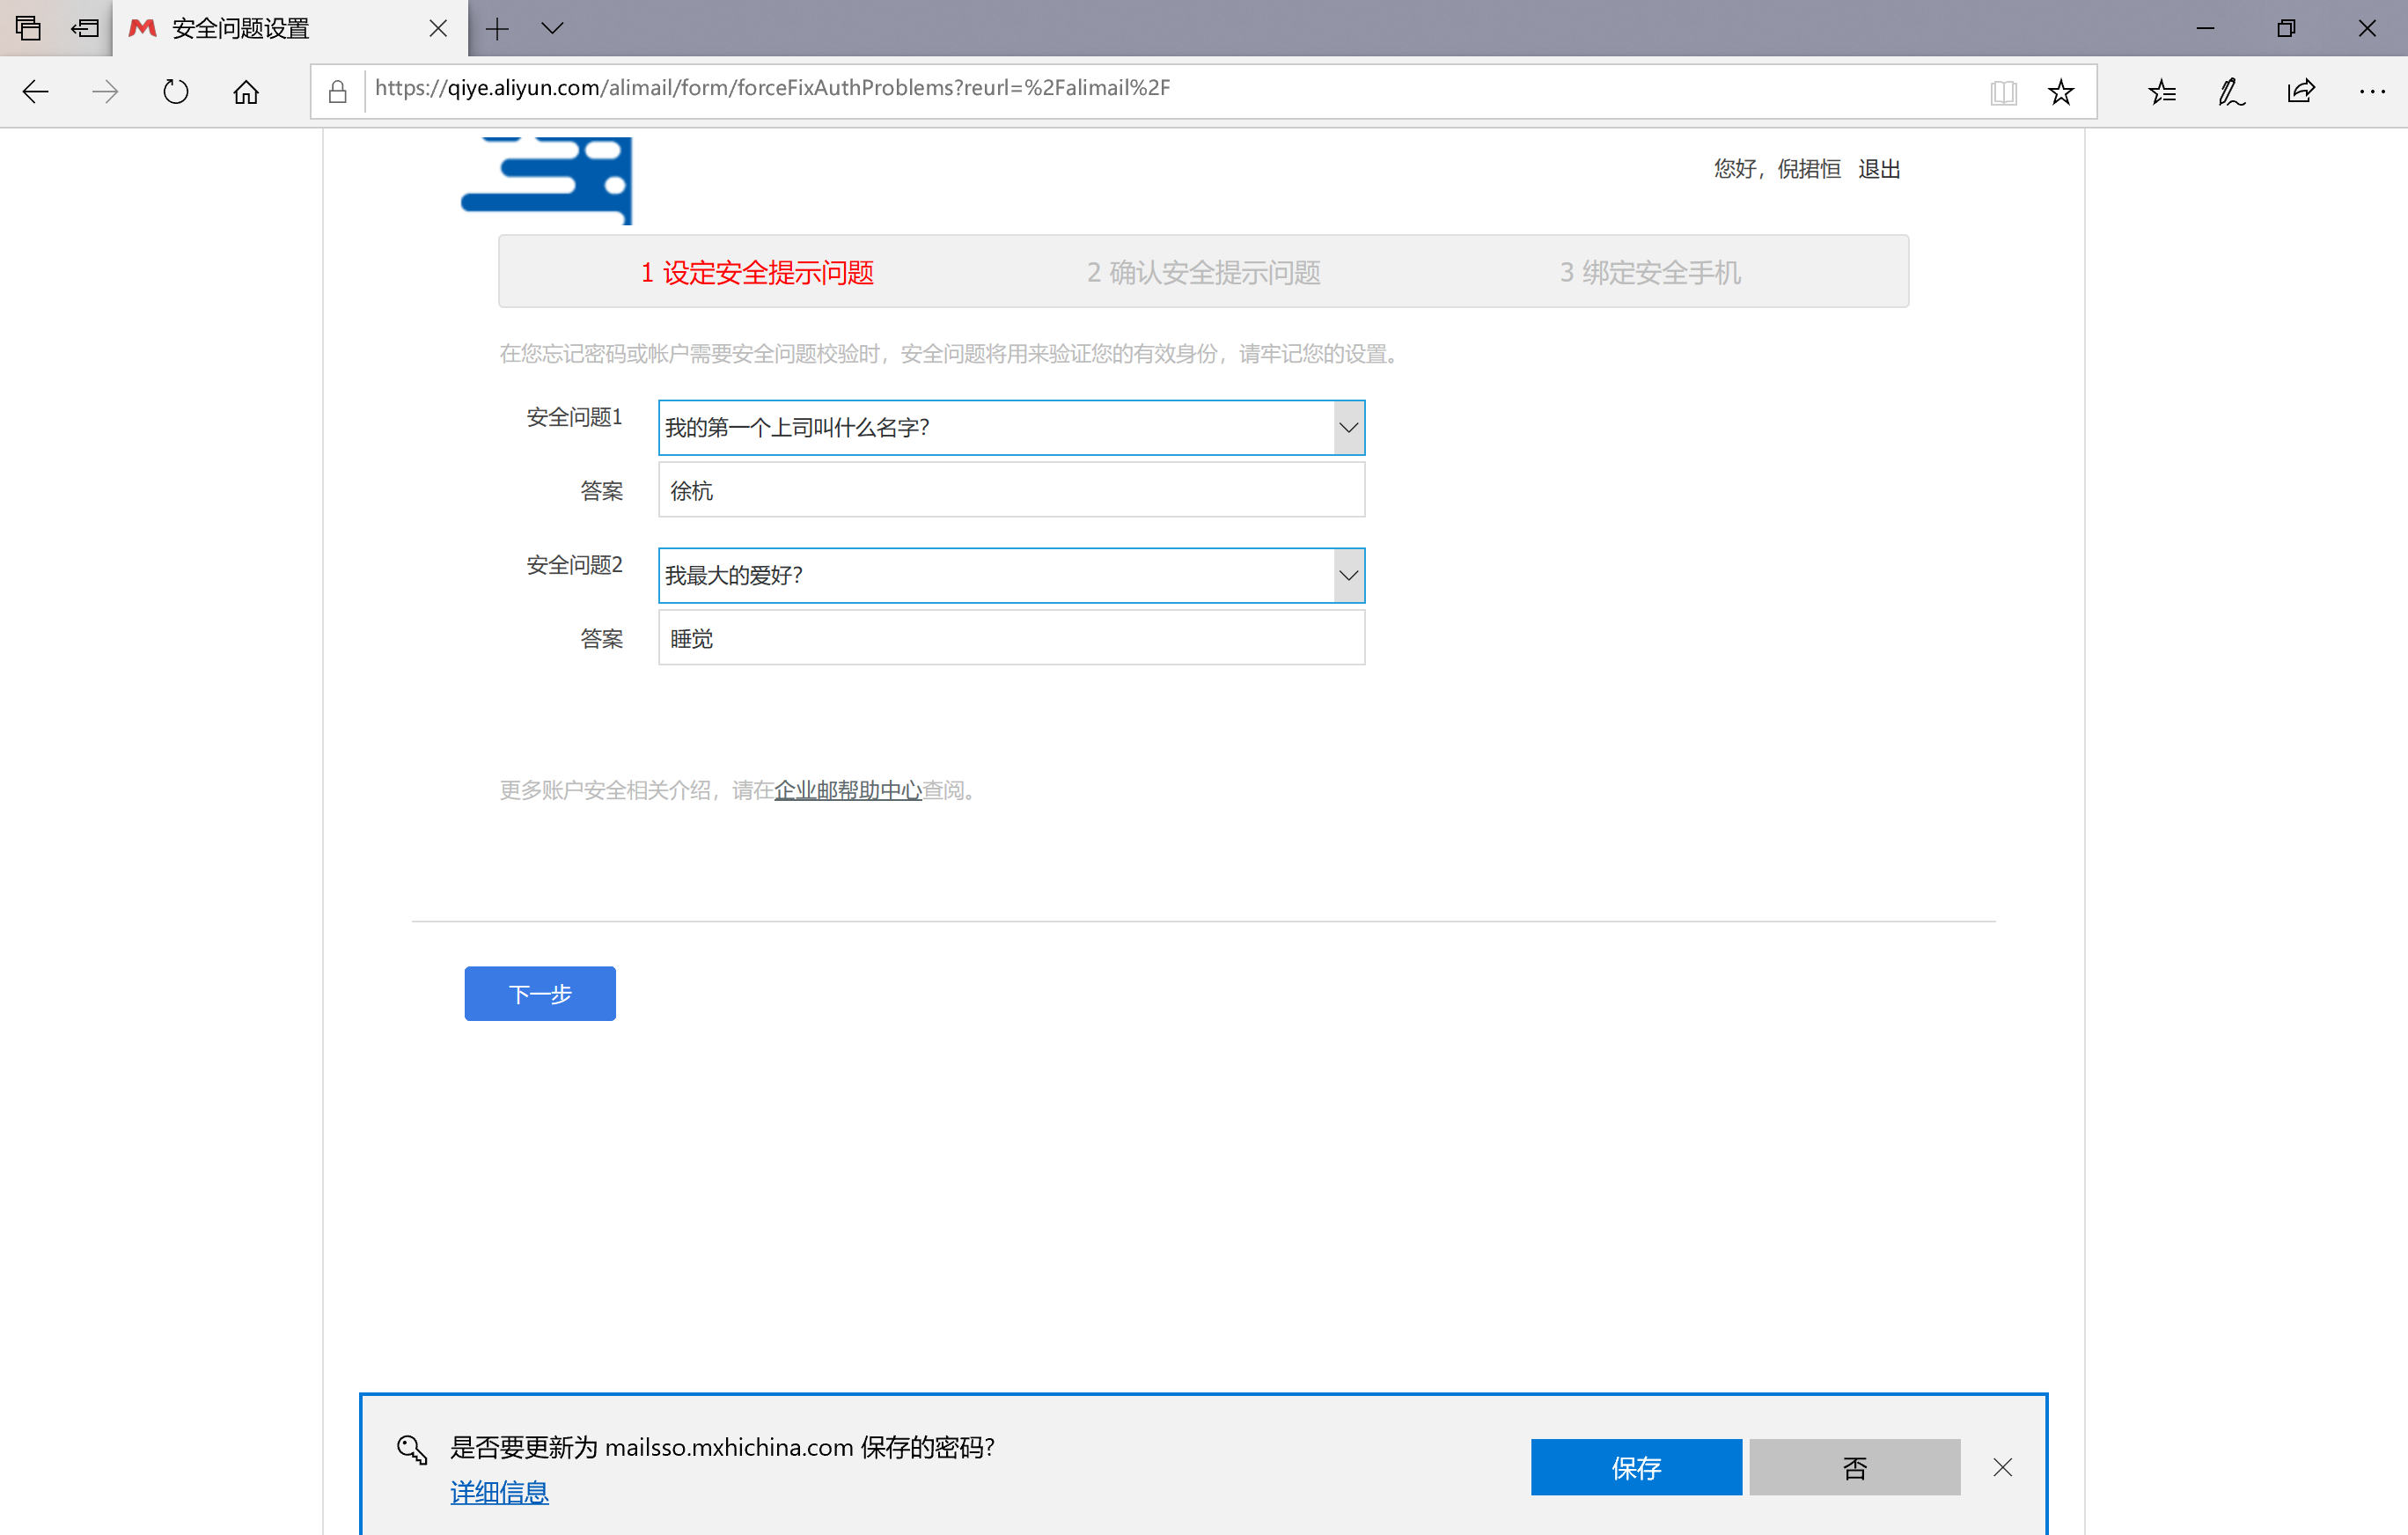 安全问题设置
https://qiye.aliyun.com/alimail/form/forceFixAuthProblems?reurl=%2Falimail%2F
您好，倪捃恒 退出
1 设定安全提示问题 2 确认安全提示问题 3 绑定安全手机
在您忘记密码或帐户需要安全问题校验时，安全问题将用来验证您的有效身份，请牢记您的设置。
安全问题1 我的第一个上司叫什么名字?
答案 徐杭
安全问题2 我最大的爱好?
答案 睡觉
更多账户安全相关介绍，请在企业邮帮助中心查阅。
下一步
是否要更新为 mailsso.mxhichina.com 保存的密码?
详细信息
保存 否